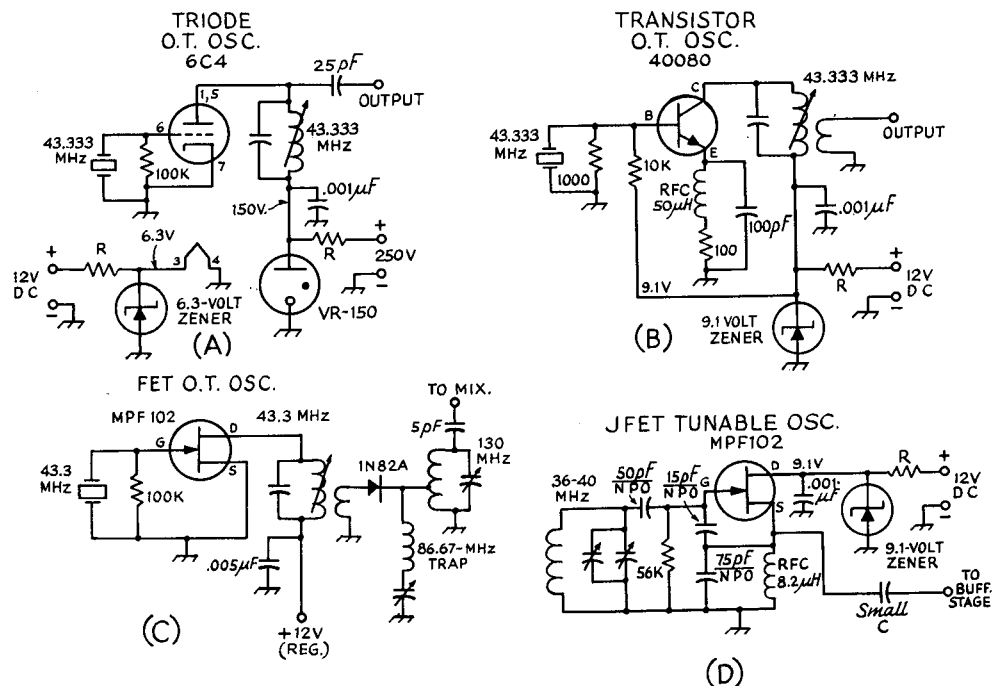 TRIODE
O.T. OSC.
6C4
25pF
OUTPUT
1,5
6
7
43.333
MHz
100K
43.333
MHz
.001µF
150V.
R
+
250V
-
VR-150
+
12V
DC
-
R
6.3V
3
4
6.3-VOLT
ZENER
(A)
TRANSISTOR
O.T. OSC.
40080
43.333 MHz
C
B
E
OUTPUT
43.333
MHz
1000
10K
RFC
50µH
100pF
100
.001µF
9.1V
R
+
12V
DC
-
9.1 VOLT
ZENER
(B)
FET O.T. OSC.
MPF 102
43.3 MHz
D
G
S
43.3
MHz
100K
.005µF
+12V
(REG.)
1N82A
TO MIX.
5pF
130
MHz
86.67-MHz
TRAP
(C)
JFET TUNABLE OSC.
MPF102
36-40
MHz
50pF
NPO
15pF
NPO
G
D
S
9.1V
.001
µF
R
+
12V
DC
-
9.1-VOLT
ZENER
56K
75pF
NPO
RFC
8.2µH
Small
C
TO
BUFF.
STAGE
(D)